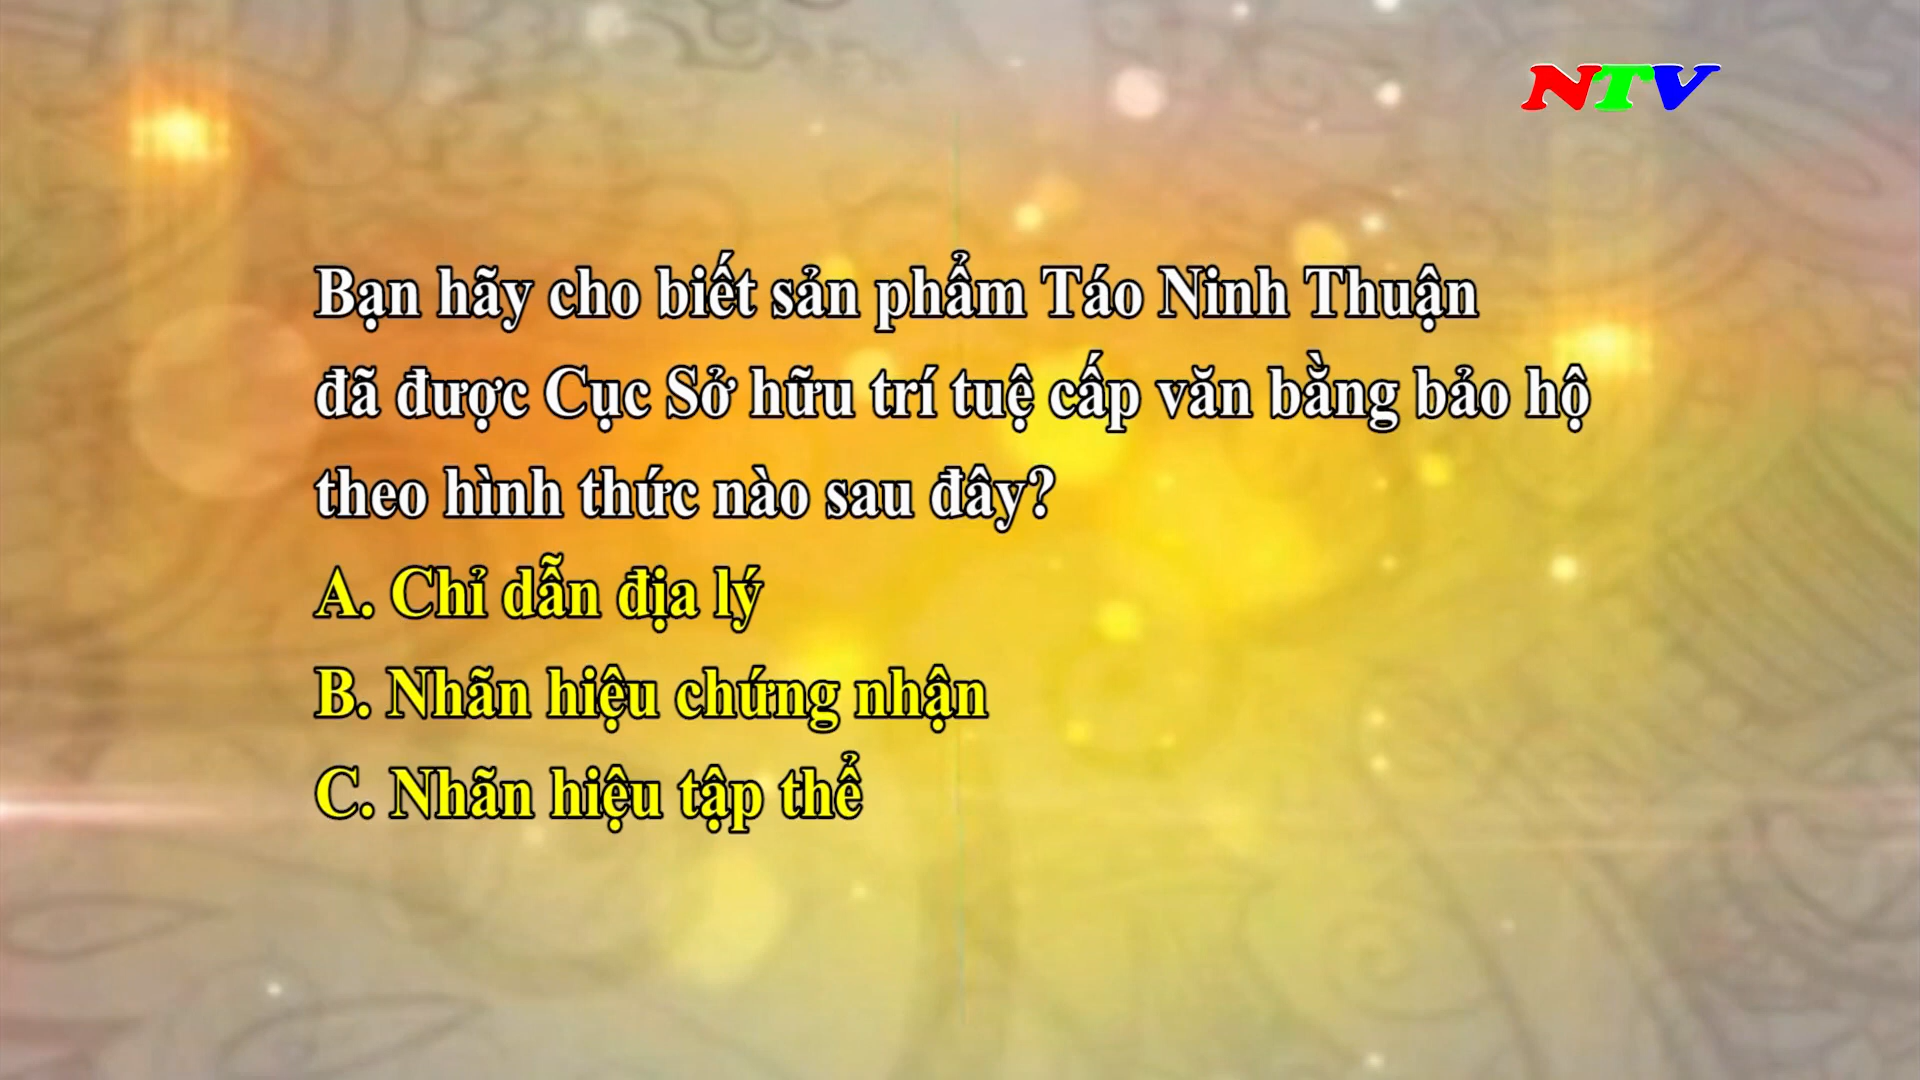 NTV
Bạn hãy cho biết sản phẩm Táo Ninh Thuận
đã được Cục Sở hữu trí tuệ cấp văn bằng bảo hộ
theo hình thức nào sau đây?
A. Chỉ dẫn địa lý
B. Nhãn hiệu chứng nhận
C. Nhãn hiệu tập thể